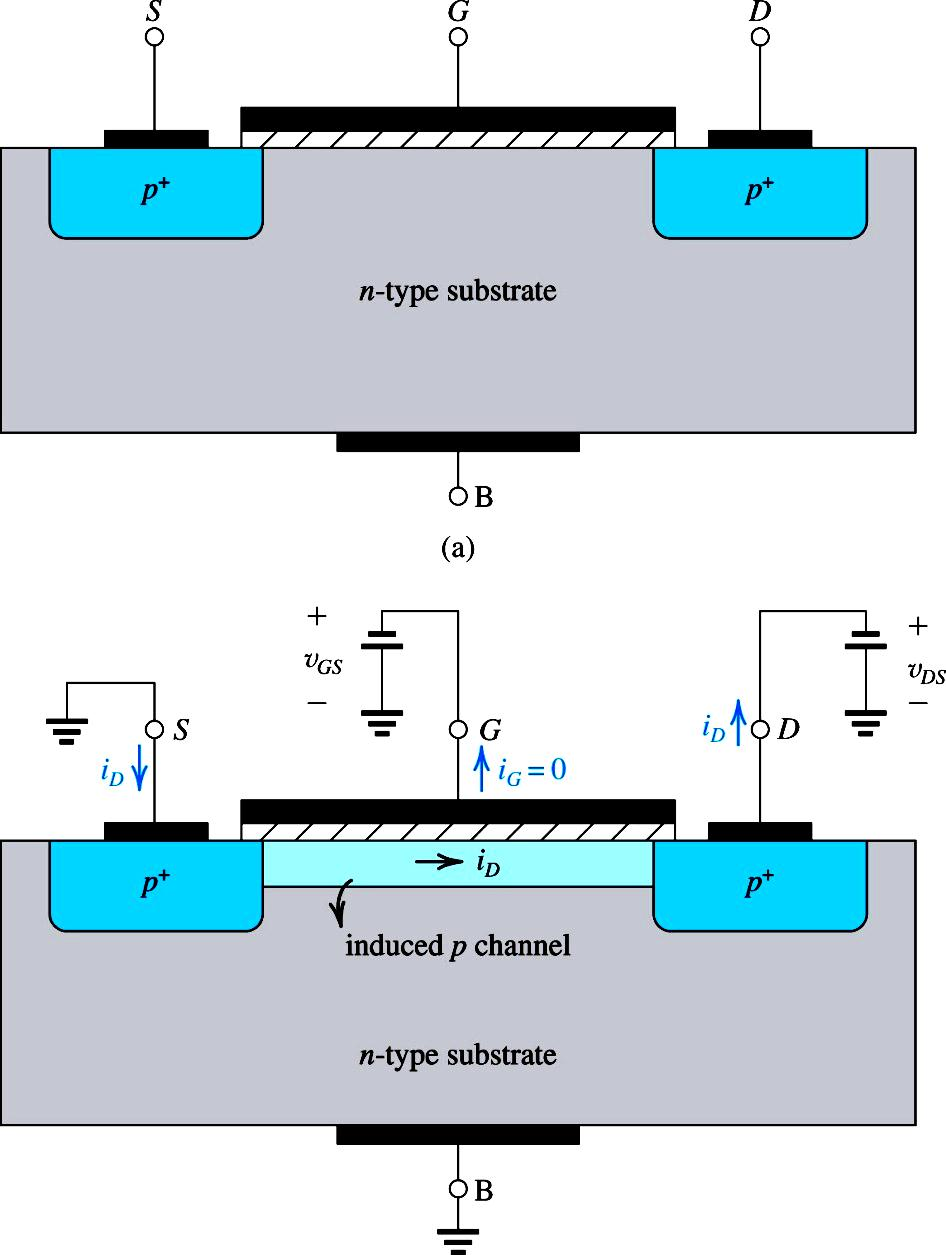 S G D
p+ p+
n-type substrate
B
(a)
+ +
vGS vDS
− −
S G iD D
iD iG = 0
p+ iD p+
induced p channel
n-type substrate
B